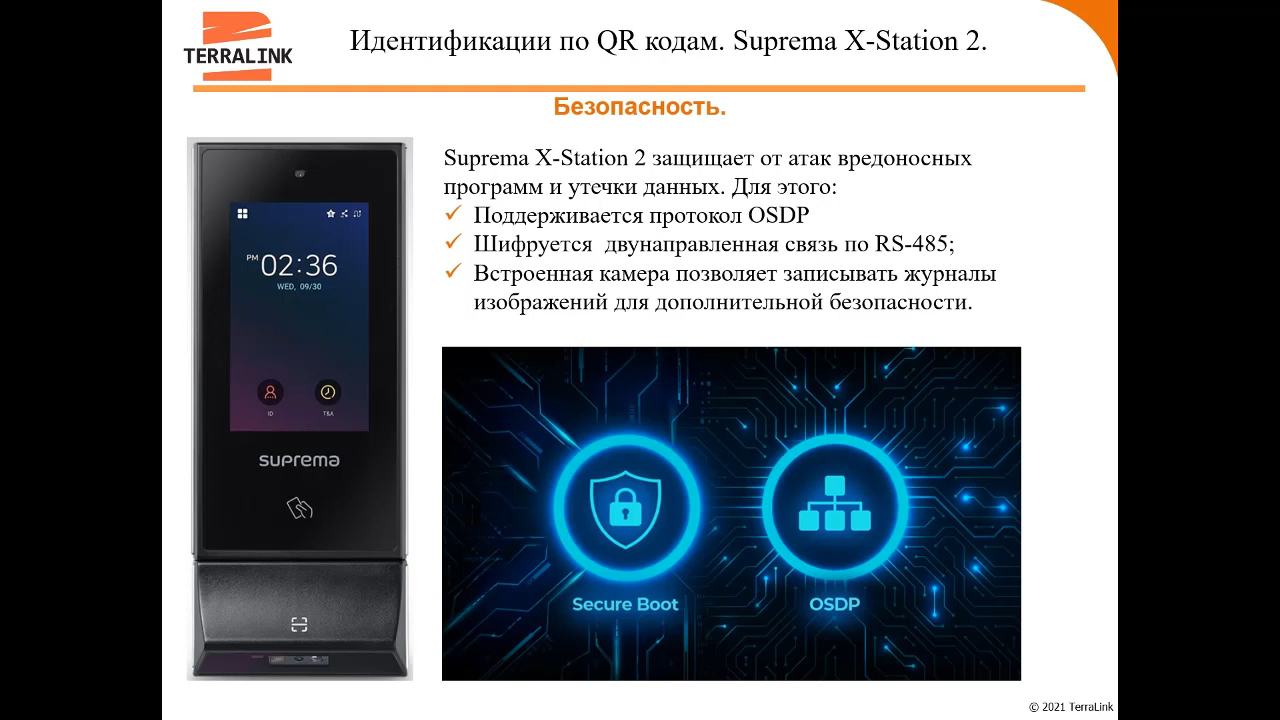 TERRALINK
Идентификации по QR кодам. Suprema X-Station 2.
Безопасность.
Suprema X-Station 2 защищает от атак вредоносных
программ и утечки данных. Для этого:
Поддерживается протокол OSDP
Шифруется двунаправленная связь по RS-485;
Встроенная камера позволяет записывать журналы
изображений для дополнительной безопасности.
PM 02:36
WED, 09/30
ID
T&A
suprema
Secure Boot
OSDP
© 2021 TerraLink